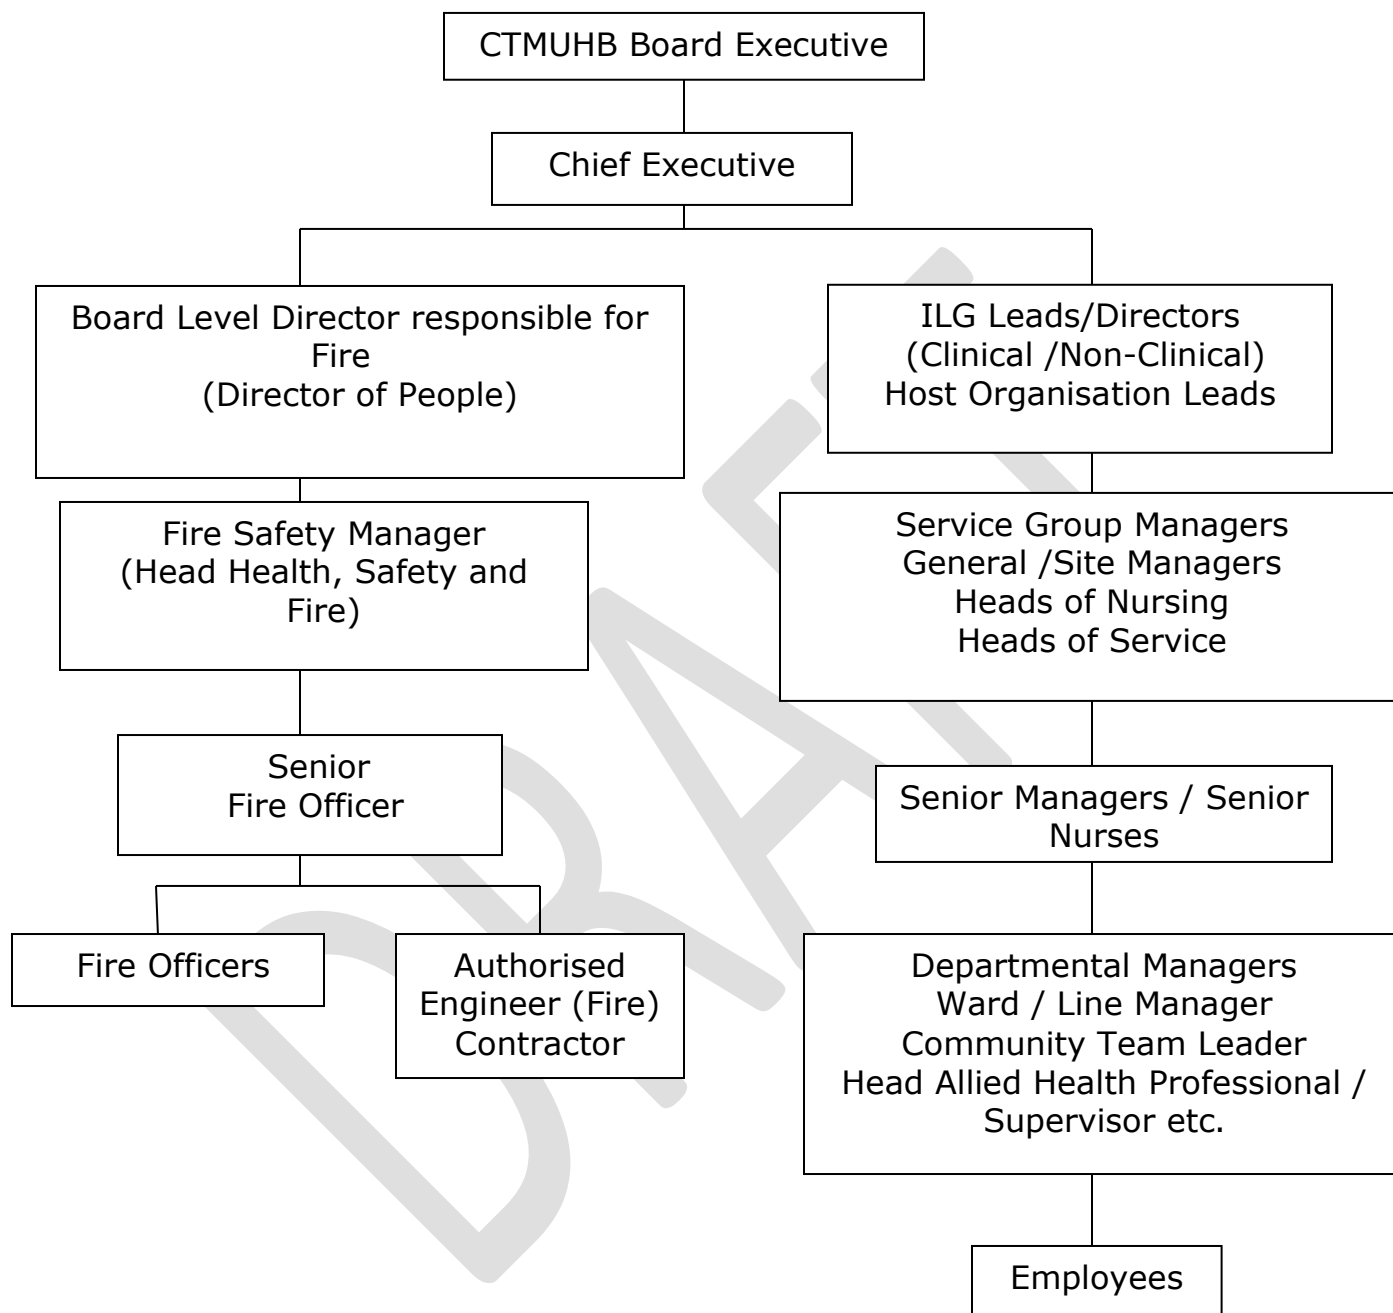 CTMUHB Board Executive
Chief Executive
Board Level Director responsible for
Fire
(Director of People)
Fire Safety Manager
(Head Health, Safety and
Fire)
Senior
Fire Officer
Fire Officers
Authorised
Engineer (Fire)
Contractor
ILG Leads/Directors
(Clinical /Non-Clinical)
Host Organisation Leads
Service Group Managers
General /Site Managers
Heads of Nursing
Heads of Service
Senior Managers / Senior
Nurses
Departmental Managers
Ward / Line Manager
Community Team Leader
Head Allied Health Professional /
Supervisor etc.
Employees
DRAFT